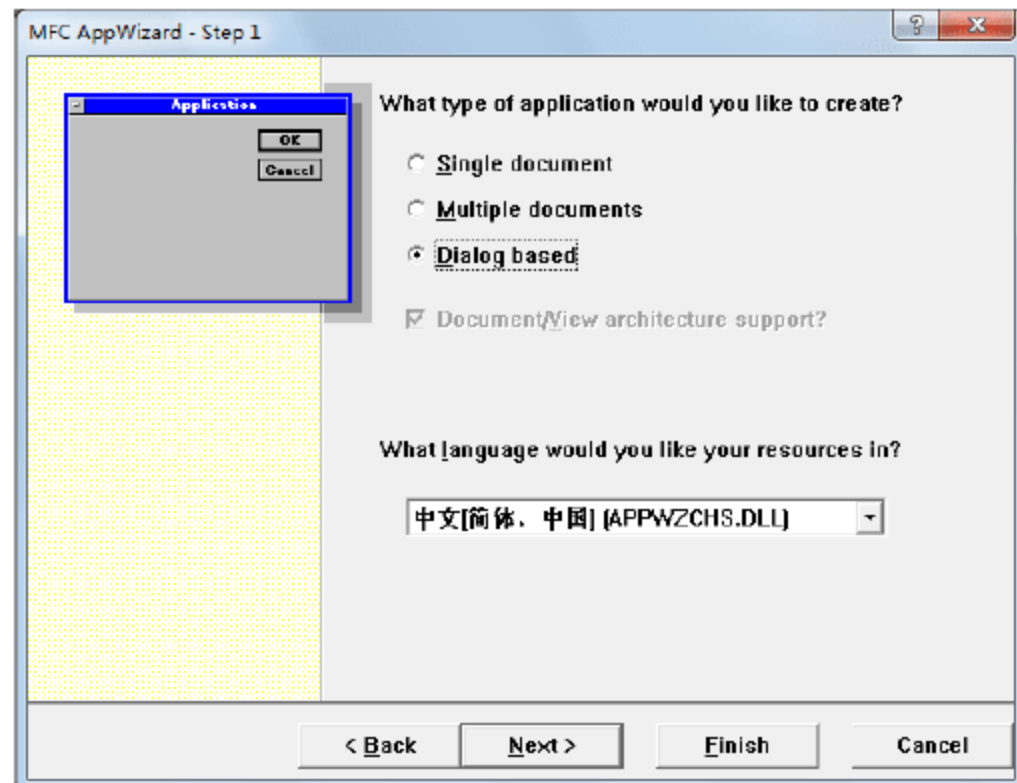 MFC AppWizard - Step 1
Application
OK
Cancel
What type of application would you like to create?
Single document
Multiple documents
Dialog based
Document/View architecture support?
What language would you like your resources in?
中文[简体，中国] (APPWZCHS.DLL)
< Back
Next >
Finish
Cancel